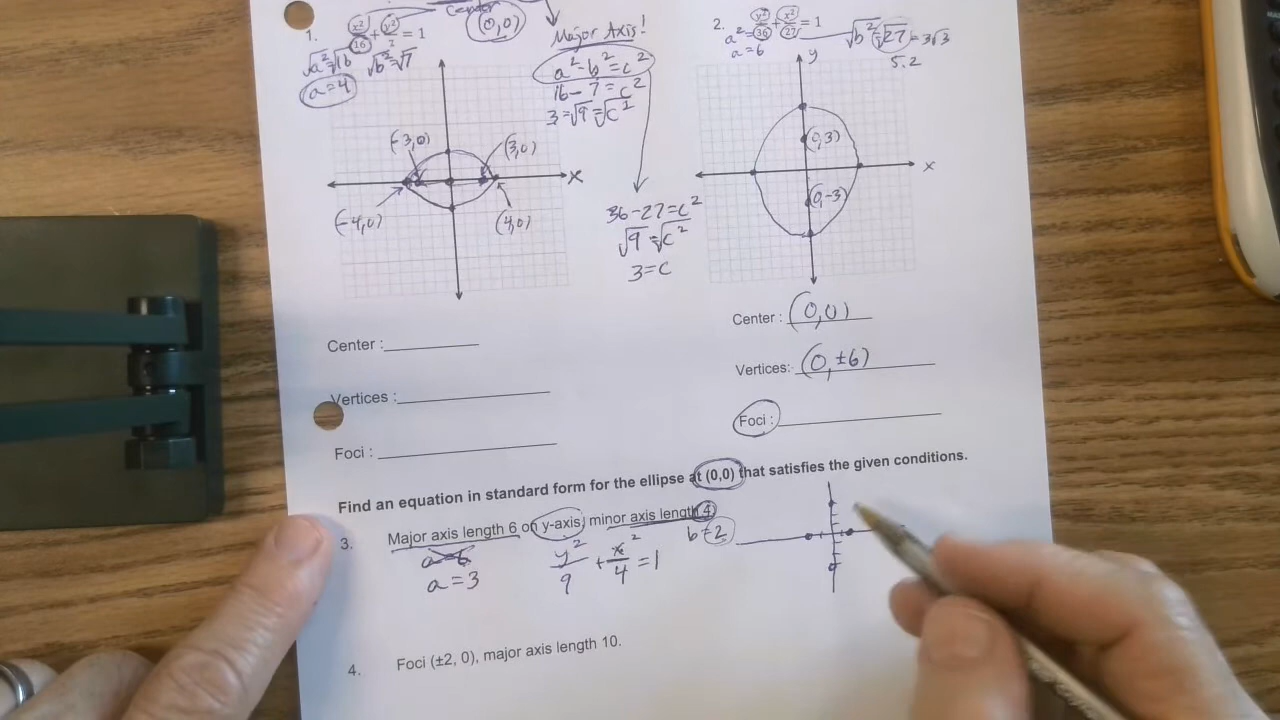 Center (0,0)
1. x²/16 + y²/7 = 1
√a²=√16 √b²=√7
a=4
Major Axis!
a²-b²=c²
16-7=c²
3=√9=√c²
(-3,0) (3,0)
x
(-4,0) (4,0)
2. y²/36 + x²/27 = 1
a²=
a=6
√b²=√27=3√3
5.2
y
(0,3)
x
(0,-3)
36-27=c²
√9=√c²
3=c
Center :
Vertices :
Foci :
Center : (0,0)
Vertices: (0,±6)
Foci :
Find an equation in standard form for the ellipse at (0,0) that satisfies the given conditions.
3. Major axis length 6 on y-axis, minor axis length 4
a=6
a=3
y²/9 + x²/4 = 1
b=2
4. Foci (±2, 0), major axis length 10.